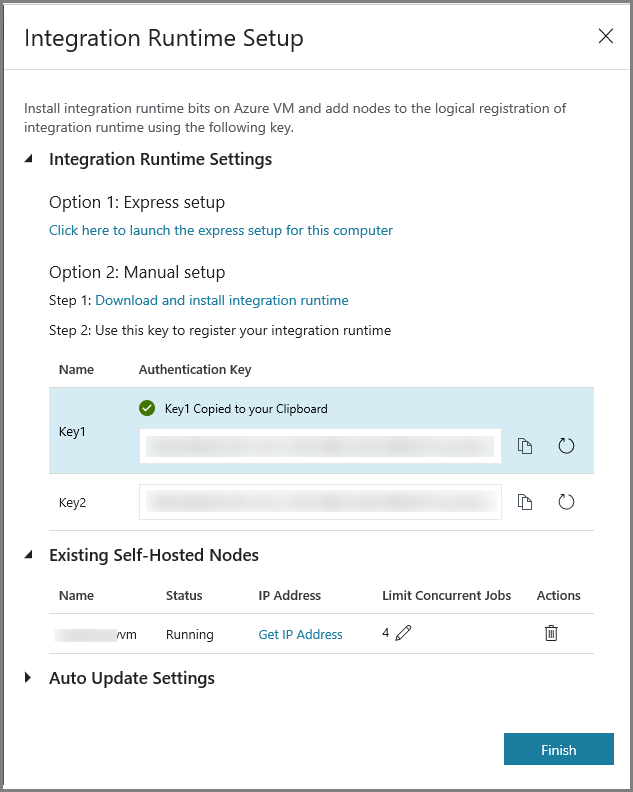 Integration Runtime Setup
Install integration runtime bits on Azure VM and add nodes to the logical registration of
integration runtime using the following key.
Integration Runtime Settings
Option 1: Express setup
Click here to launch the express setup for this computer
Option 2: Manual setup
Step 1: Download and install integration runtime
Step 2: Use this key to register your integration runtime
Name Authentication Key
Key1 Copied to your Clipboard
Key1
Key2
Existing Self-Hosted Nodes
Name Status IP Address Limit Concurrent Jobs Actions
vm Running Get IP Address 4
Auto Update Settings
Finish